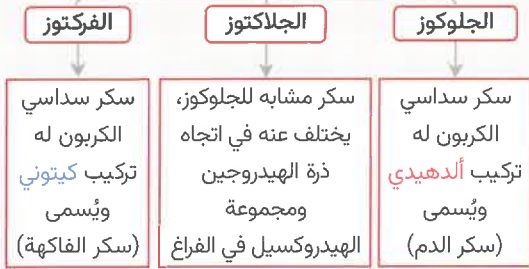 الجلوكوز
الجلاكتوز
الفركتوز
سكر سداسي
الكربون له
تركيب ألدهيدي
ويُسمى
(سكر الدم)
سكر مشابه للجلوكوز،
يختلف عنه في اتجاه
ذرة الهيدروجين
ومجموعة
الهيدروكسيل في الفراغ
سكر سداسي
الكربون له
تركيب كيتوني
ويُسمى
(سكر الفاكهة)